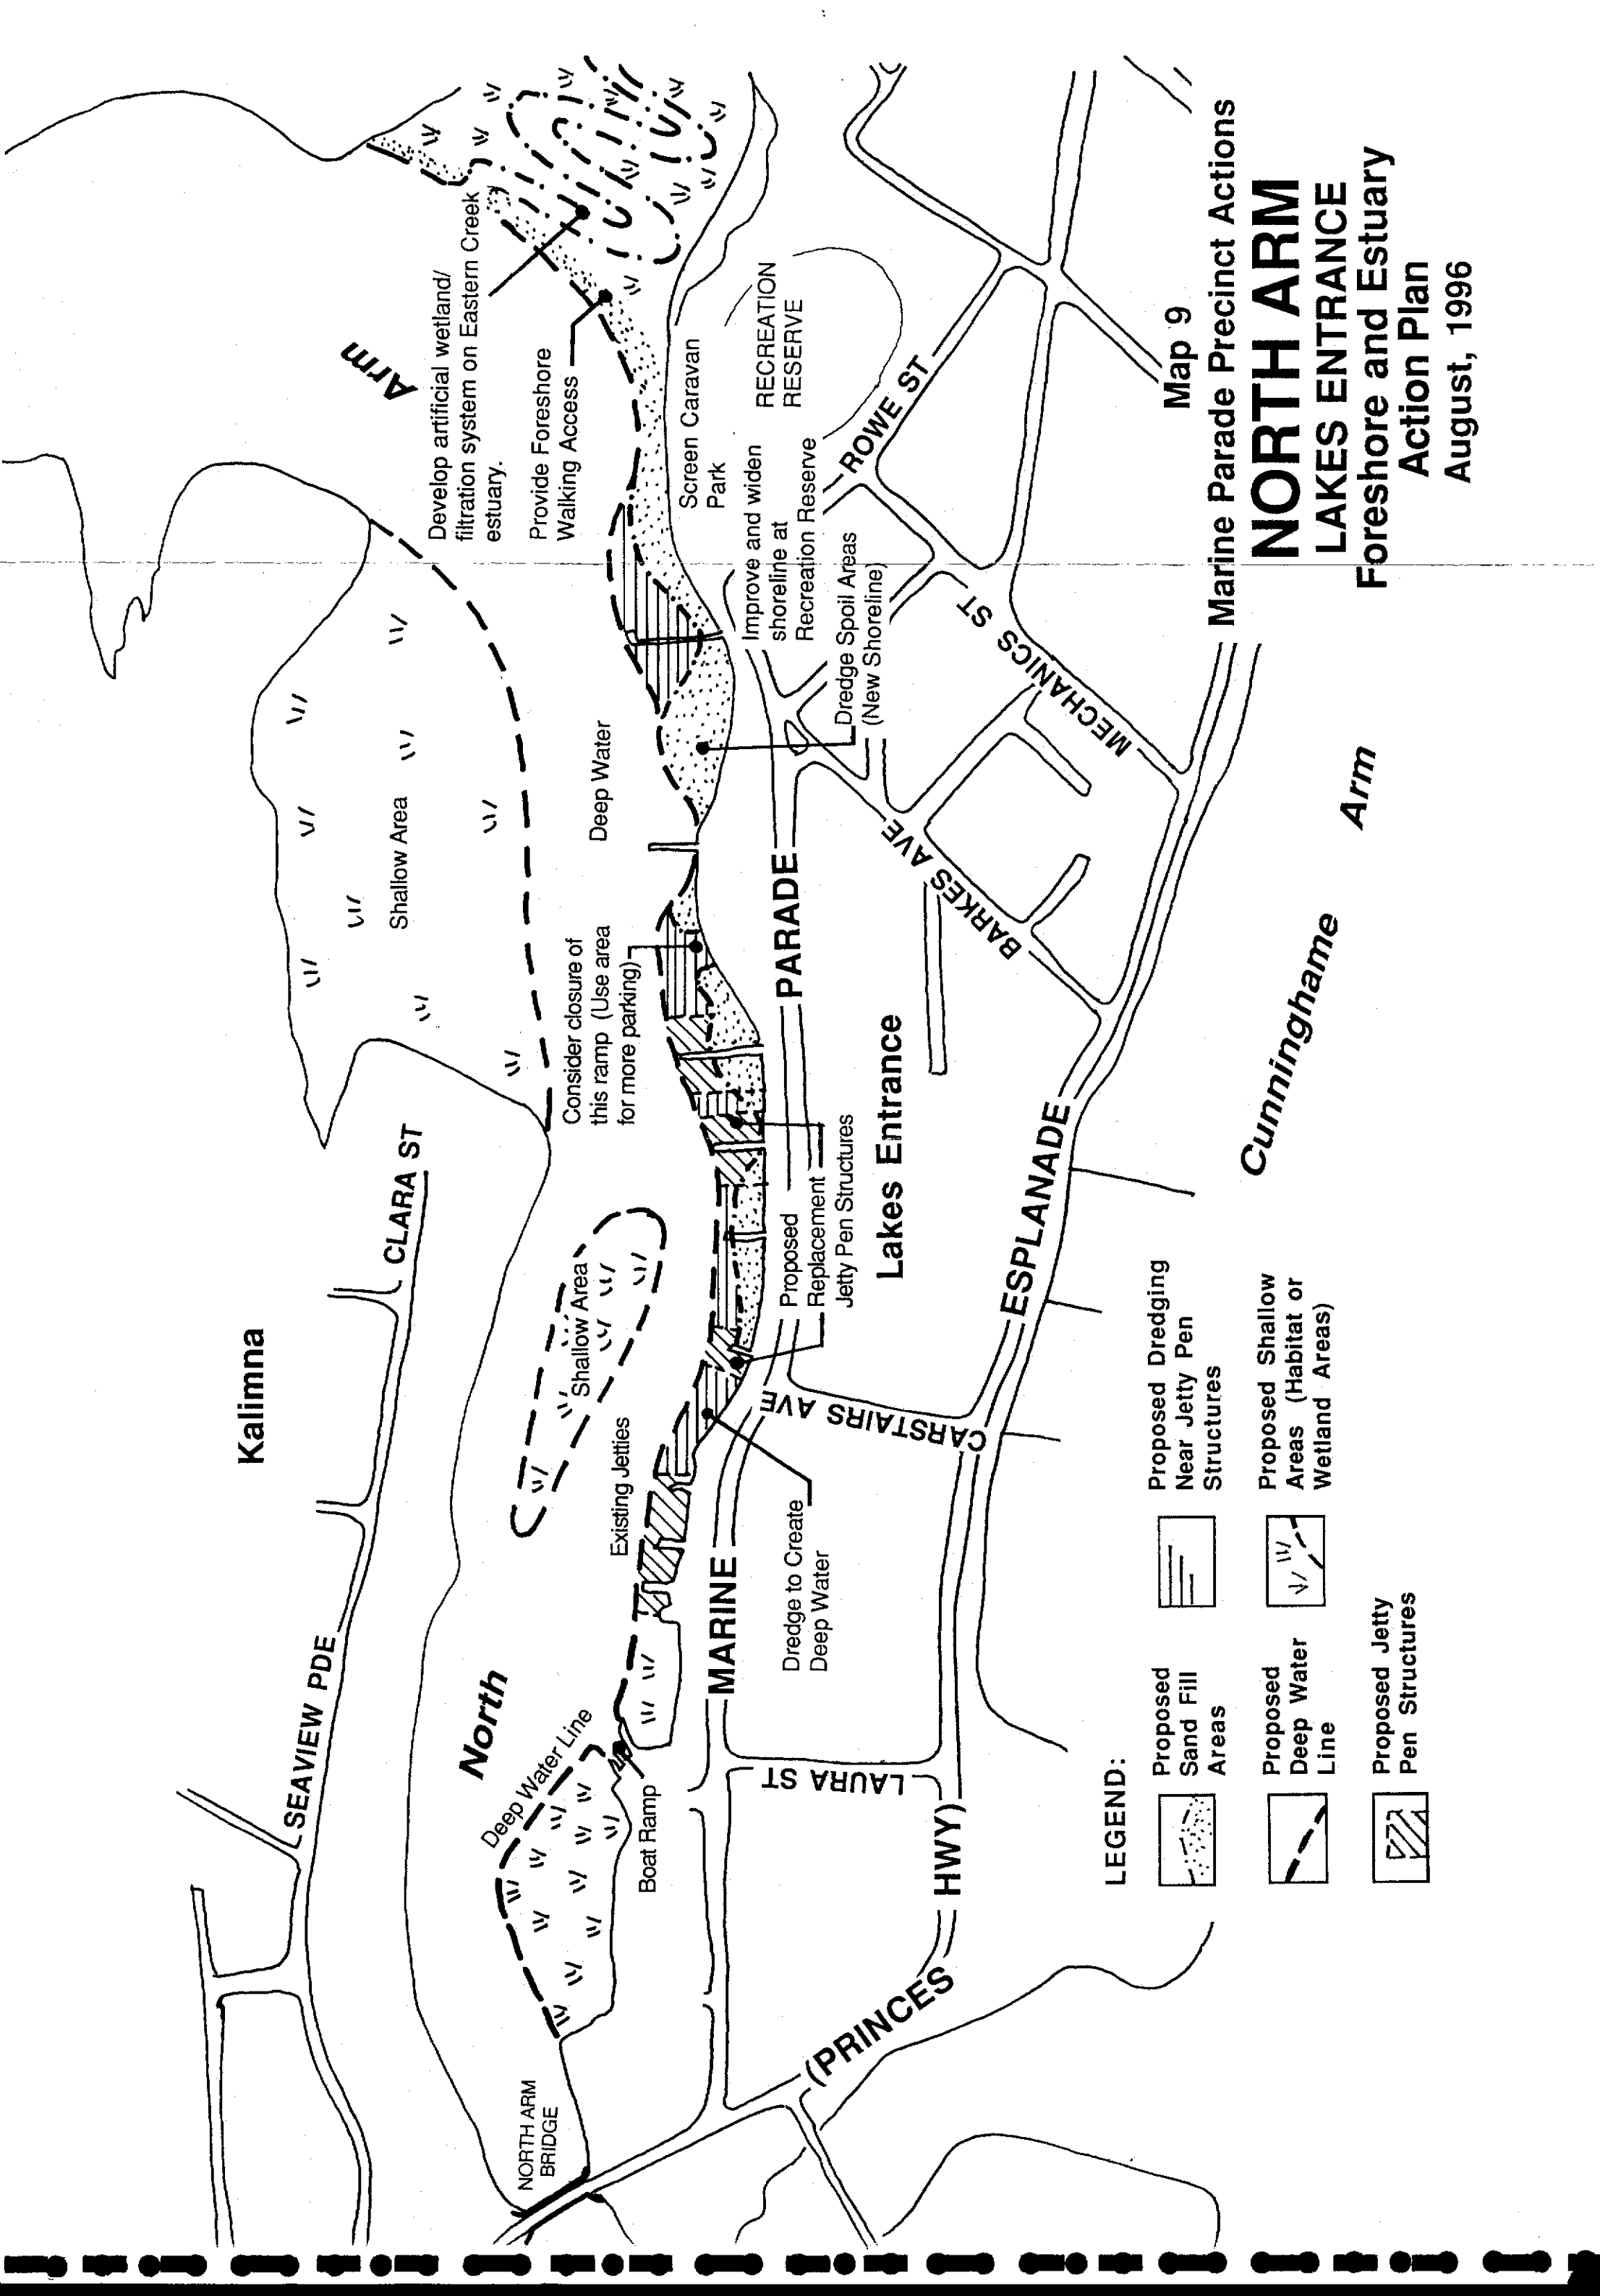 Kalimna
SEAVIEW PDE
CLARA ST
North
Arm
NORTH ARM
BRIDGE
Deep Water Line
Boat Ramp
Existing Jetties
Shallow Area
Shallow Area
Deep Water
Consider closure of
this ramp (Use area
for more parking)
Develop artificial wetland/
filtration system on Eastern Creek
estuary.
Provide Foreshore
Walking Access
Screen Caravan
Park
RECREATION
RESERVE
Improve and widen
shoreline at
Recreation Reserve
Dredge Spoil Areas
(New Shoreline)
Dredge to Create
Deep Water
Proposed
Replacement
Jetty Pen Structures
MARINE
PARADE
Lakes Entrance
LAURA ST
CARSTAIRS AVE
BARKES AVE
MECHANICS ST
ROWE ST
(PRINCES
HWY)
ESPLANADE
Cunninghame
Arm
LEGEND:
Proposed
Sand Fill
Areas
Proposed
Deep Water
Line
Proposed Jetty
Pen Structures
Proposed Dredging
Near Jetty Pen
Structures
Proposed Shallow
Areas (Habitat or
Wetland Areas)
Map 9
Marine Parade Precinct Actions
NORTH ARM
LAKES ENTRANCE
Foreshore and Estuary
Action Plan
August, 1996